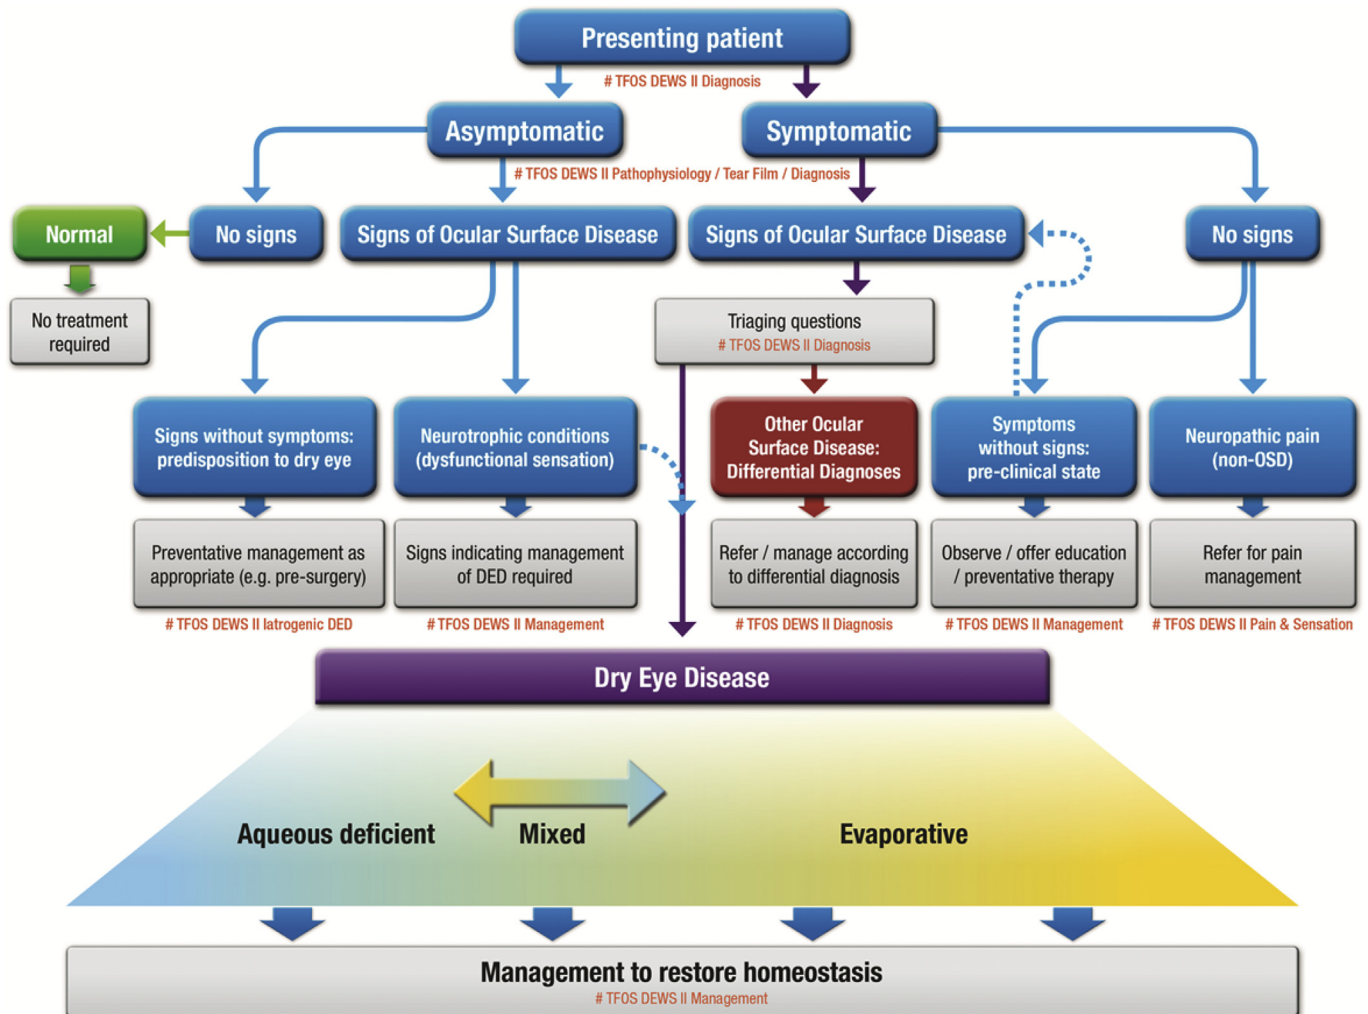 Presenting patient
# TFOS DEWS II Diagnosis
Asymptomatic
Symptomatic
# TFOS DEWS II Pathophysiology / Tear Film / Diagnosis
Normal
No signs
Signs of Ocular Surface Disease
Signs of Ocular Surface Disease
No signs
No treatment
required
Triaging questions
# TFOS DEWS II Diagnosis
Signs without symptoms:
predisposition to dry eye
Neurotrophic conditions
(dysfunctional sensation)
Other Ocular
Surface Disease:
Differential Diagnoses
Symptoms
without signs:
pre-clinical state
Neuropathic pain
(non-OSD)
Preventative management as
appropriate (e.g. pre-surgery)
Signs indicating management
of DED required
Refer / manage according
to differential diagnosis
Observe / offer education
/ preventative therapy
Refer for pain
management
# TFOS DEWS II Iatrogenic DED
# TFOS DEWS II Management
# TFOS DEWS II Diagnosis
# TFOS DEWS II Management
# TFOS DEWS II Pain & Sensation
Dry Eye Disease
Aqueous deficient
Mixed
Evaporative
Management to restore homeostasis
# TFOS DEWS II Management